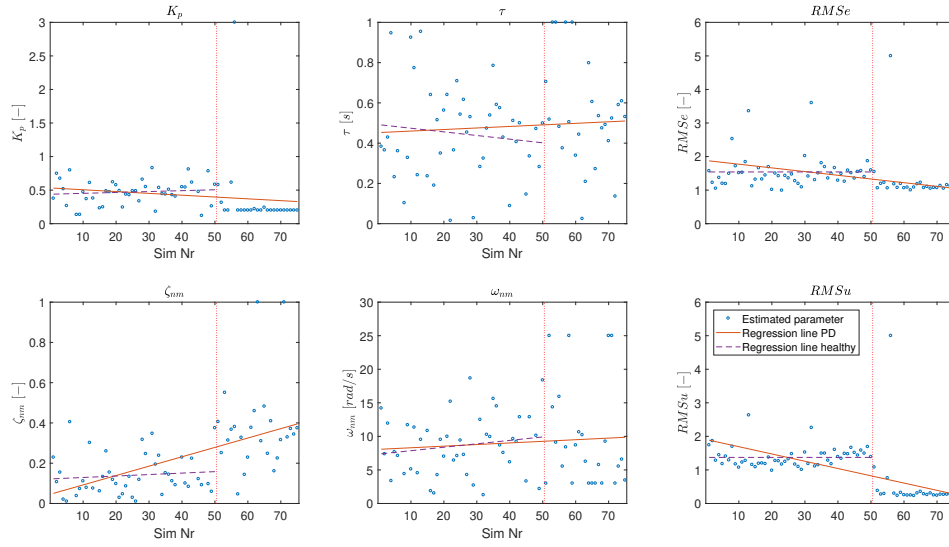 K_p
τ
RMSe
3
2.5
2
1.5
1
0.5
0
K_p [−]
10 20 30 40 50 60 70
Sim Nr
1
0.8
0.6
0.4
0.2
0
τ [s]
10 20 30 40 50 60 70
Sim Nr
6
5
4
3
2
1
0
RMSe [−]
10 20 30 40 50 60 70
ζ_nm
ω_nm
RMSu
1
0.8
0.6
0.4
0.2
0
ζ_nm [−]
10 20 30 40 50 60 70
Sim Nr
30
25
20
15
10
5
0
ω_nm [rad/s]
10 20 30 40 50 60 70
Sim Nr
6
5
4
3
2
1
0
RMSu [−]
Estimated parameter
Regression line PD
Regression line healthy
10 20 30 40 50 60 70